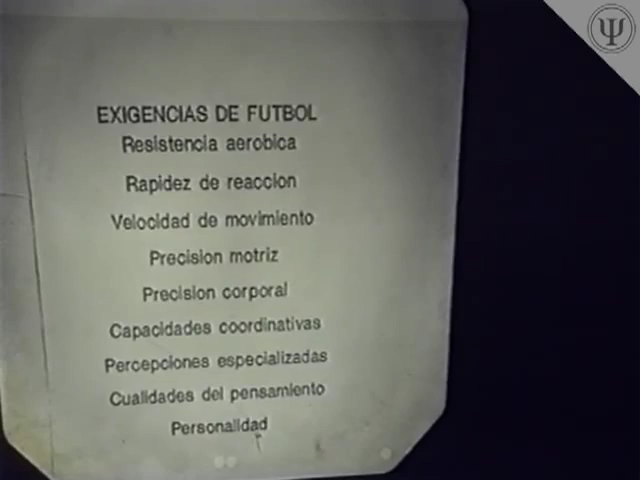 EXIGENCIAS DE FUTBOL
Resistencia aerobica
Rapidez de reaccion
Velocidad de movimiento
Precision motriz
Precision corporal
Capacidades coordinativas
Percepciones especializadas
Cualidades del pensamiento
Personalidad
Ψ